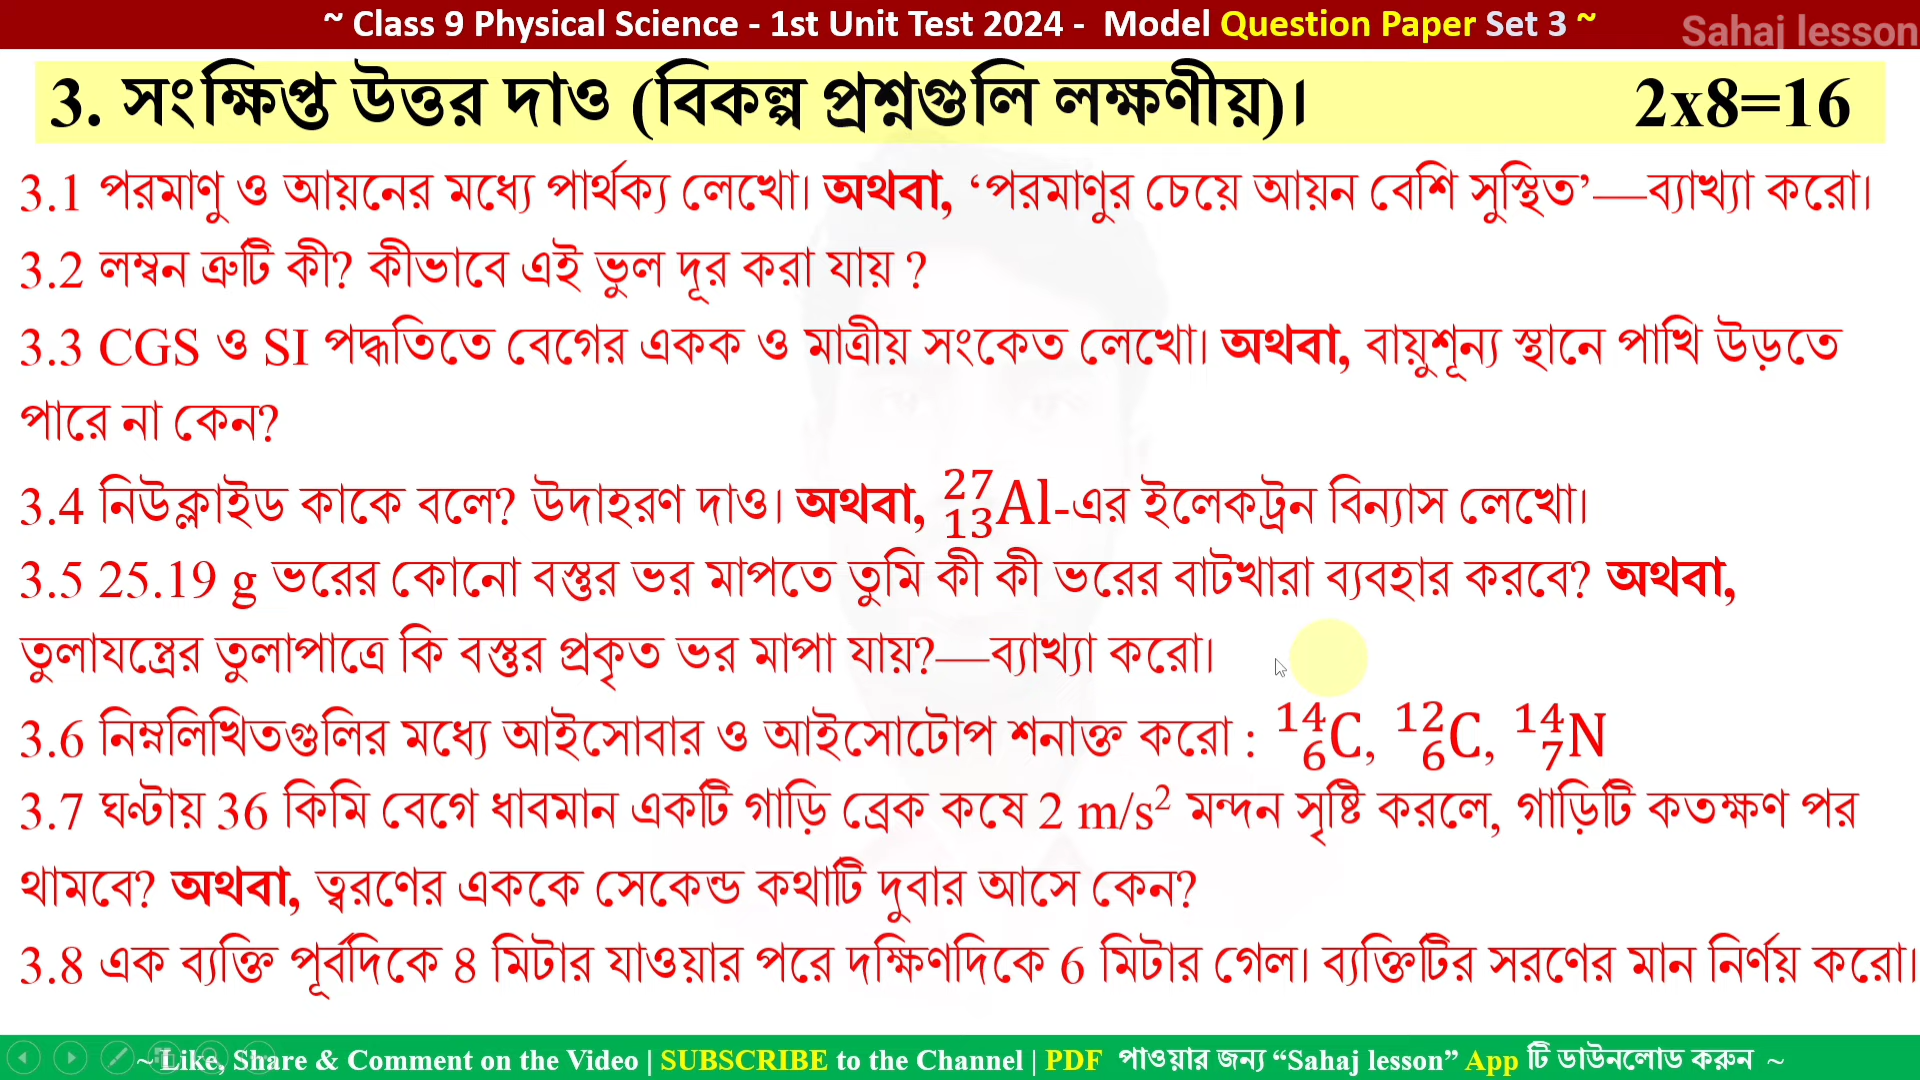 ~ Class 9 Physical Science - 1st Unit Test 2024 - Model Question Paper Set 3 ~
Sahaj lesson
3. সংক্ষিপ্ত উত্তর দাও (বিকল্প প্রশ্নগুলি লক্ষণীয়)। 2x8=16
3.1 পরমাণু ও আয়নের মধ্যে পার্থক্য লেখো। অথবা, ‘পরমাণুর চেয়ে আয়ন বেশি সুস্থিত’—ব্যাখ্যা করো।
3.2 লম্বন ত্রুটি কী? কীভাবে এই ভুল দূর করা যায় ?
3.3 CGS ও SI পদ্ধতিতে বেগের একক ও মাত্রীয় সংকেত লেখো। অথবা, বায়ুশূন্য স্থানে পাখি উড়তে
পারে না কেন?
3.4 নিউক্লাইড কাকে বলে? উদাহরণ দাও। অথবা, ²⁷₁₃Al-এর ইলেকট্রন বিন্যাস লেখো।
3.5 25.19 g ভরের কোনো বস্তুর ভর মাপতে তুমি কী কী ভরের বাটখারা ব্যবহার করবে? অথবা,
তুলাযন্ত্রের তুলাপাত্রে কি বস্তুর প্রকৃত ভর মাপা যায়?—ব্যাখ্যা করো।
3.6 নিম্নলিখিতগুলির মধ্যে আইসোবার ও আইসোটোপ শনাক্ত করো : ¹⁴₆C, ¹²₆C, ¹⁴₇N
3.7 ঘণ্টায় 36 কিমি বেগে ধাবমান একটি গাড়ি ব্রেক কষে 2 m/s² মন্দন সৃষ্টি করলে, গাড়িটি কতক্ষণ পর
থামবে? অথবা, ত্বরণের এককে সেকেন্ড কথাটি দুবার আসে কেন?
3.8 এক ব্যক্তি পূর্বদিকে 8 মিটার যাওয়ার পরে দক্ষিণদিকে 6 মিটার গেল। ব্যক্তিটির সরণের মান নির্ণয় করো।
~ Like, Share & Comment on the Video | SUBSCRIBE to the Channel | PDF পাওয়ার জন্য “Sahaj lesson” App টি ডাউনলোড করুন ~